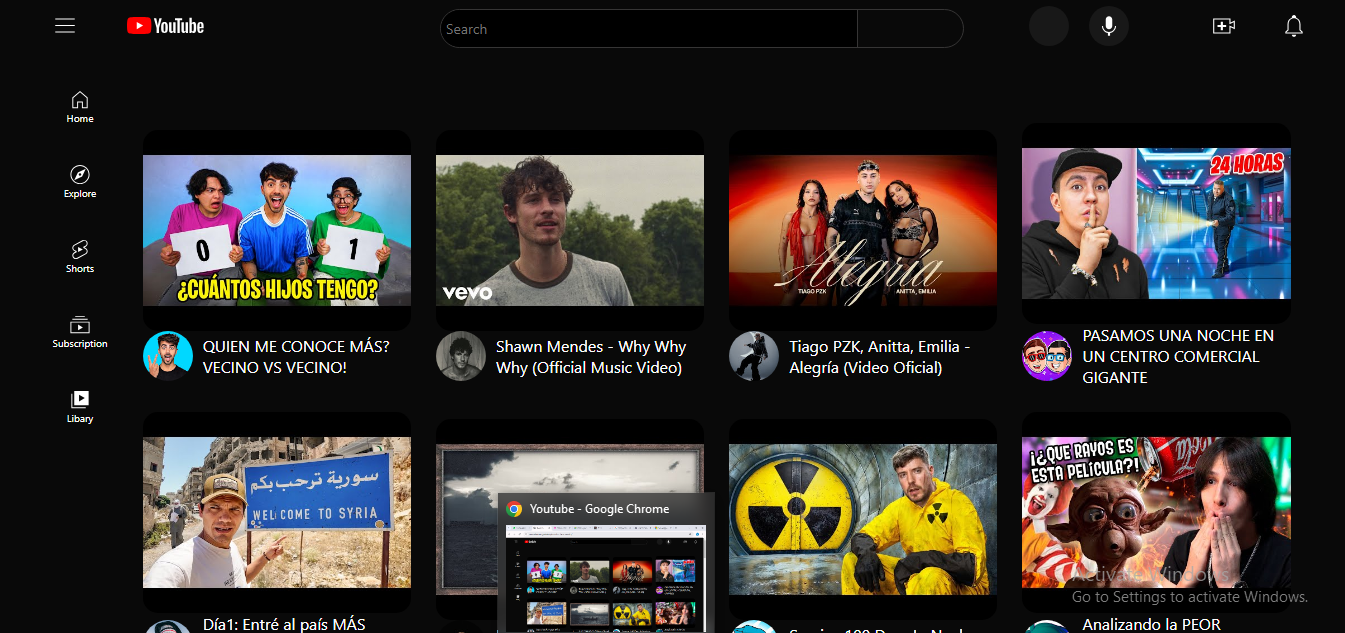 YouTube
Search
Home
Explore
Shorts
Subscription
Libary
0
1
¿CUÁNTOS HIJOS TENGO?
vevo
Alegría
TIAGO PZK
ANITTA, EMILIA
24 HORAS
QUIEN ME CONOCE MÁS?
VECINO VS VECINO!
Shawn Mendes - Why Why
Why (Official Music Video)
Tiago PZK, Anitta, Emilia -
Alegría (Video Oficial)
PASAMOS UNA NOCHE EN
UN CENTRO COMERCIAL
GIGANTE
سورية ترحب بكم
WELCOME TO SYRIA
Youtube - Google Chrome
¡¿QUE RAYOS ES
ESTA PELÍCULA?!
Activate Windows
Go to Settings to activate Windows.
Día1: Entré al país MÁS
Analizando la PEOR